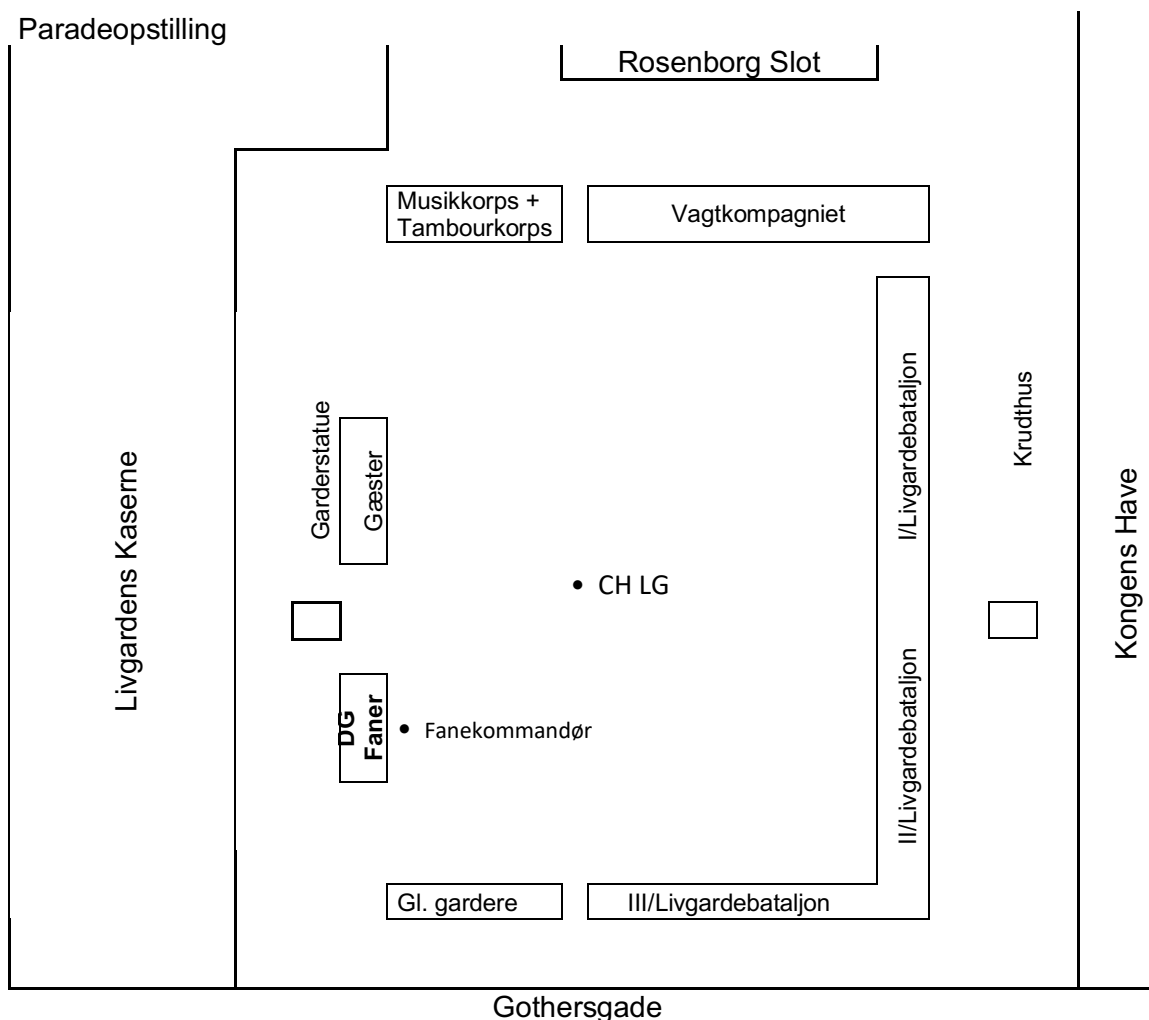 Paradeopstilling
Rosenborg Slot
Musikkorps +
Tambourkorps
Vagtkompagniet
Livgardens Kaserne
Garderstatue
Gæster
I/Livgardebataljon
Krudthus
Kongens Have
• CH LG
DG
Faner
• Fanekommandør
II/Livgardebataljon
Gl. gardere
III/Livgardebataljon
Gothersgade